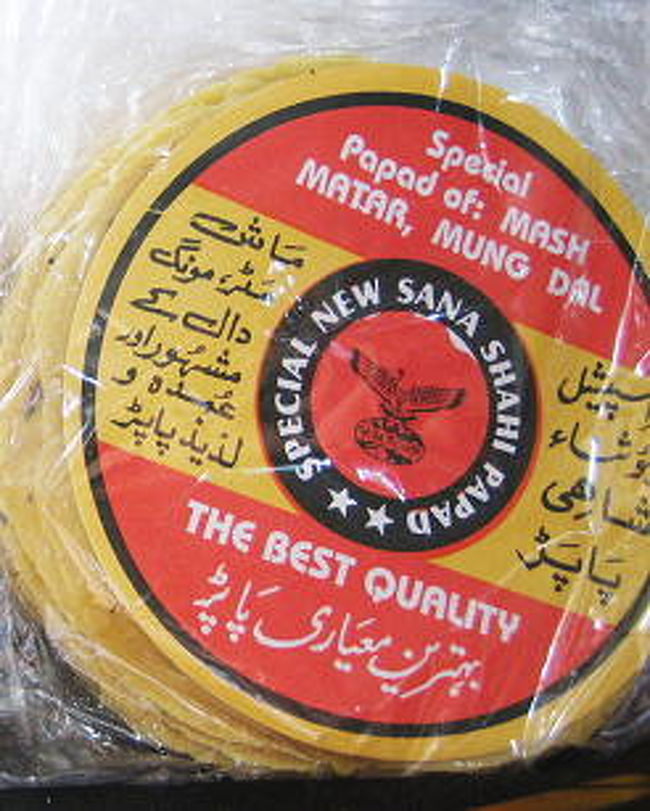 Special
Papad of: MASH
MATAR, MUNG DAL
ماش
مٹر، مونگ
دال کے
مشہور اور
عمدہ و
لذیذ پاپڑ
SPECIAL NEW SANA SHAHI PAPAD
شاہی
پاپڑ
THE BEST QUALITY
بہترین معیاری پاپڑ